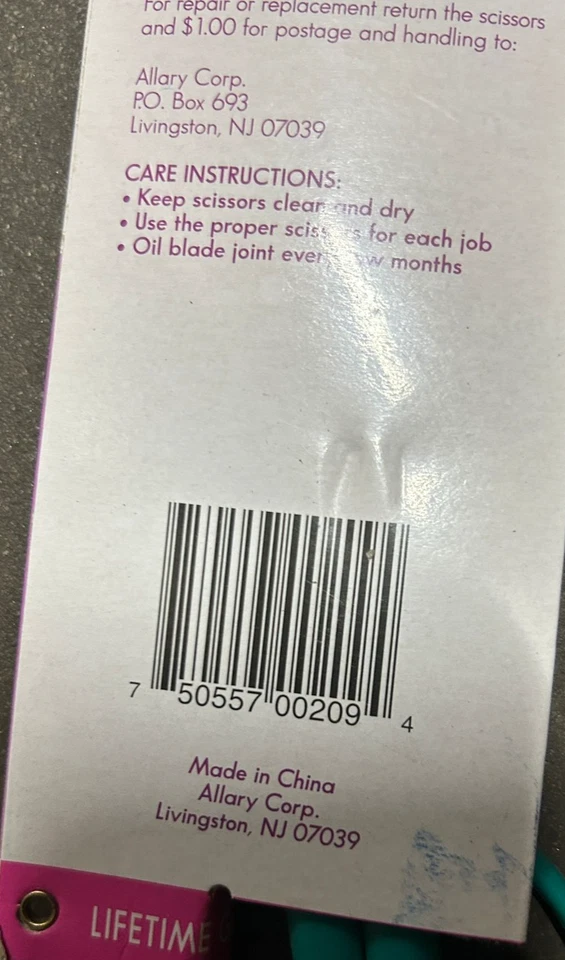 For repair or replacement return the scissors
and $1.00 for postage and handling to:
Allary Corp.
P.O. Box 693
Livingston, NJ 07039
CARE INSTRUCTIONS:
• Keep scissors clean and dry
• Use the proper scissors for each job
• Oil blade joint every few months
7 50557 00209 4
Made in China
Allary Corp.
Livingston, NJ 07039
LIFETIME